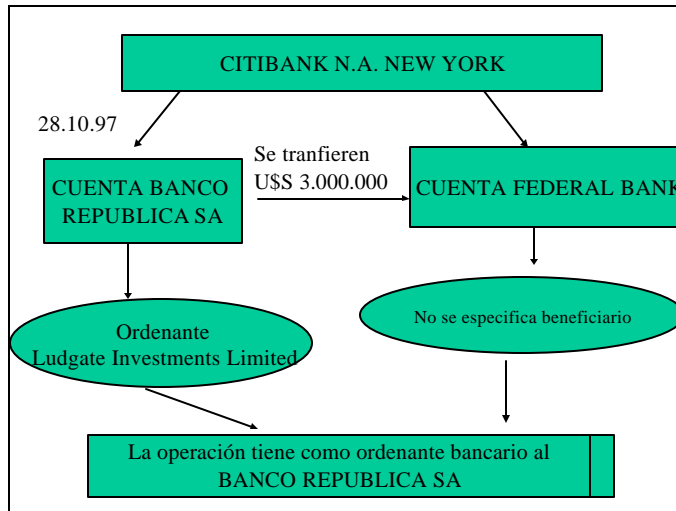 CITIBANK N.A. NEW YORK
28.10.97
Se tranfieren
U$S 3.000.000
CUENTA BANCO
REPUBLICA SA
CUENTA FEDERAL BANK
Ordenante
Ludgate Investments Limited
No se especifica beneficiario
La operación tiene como ordenante bancario al
BANCO REPUBLICA SA